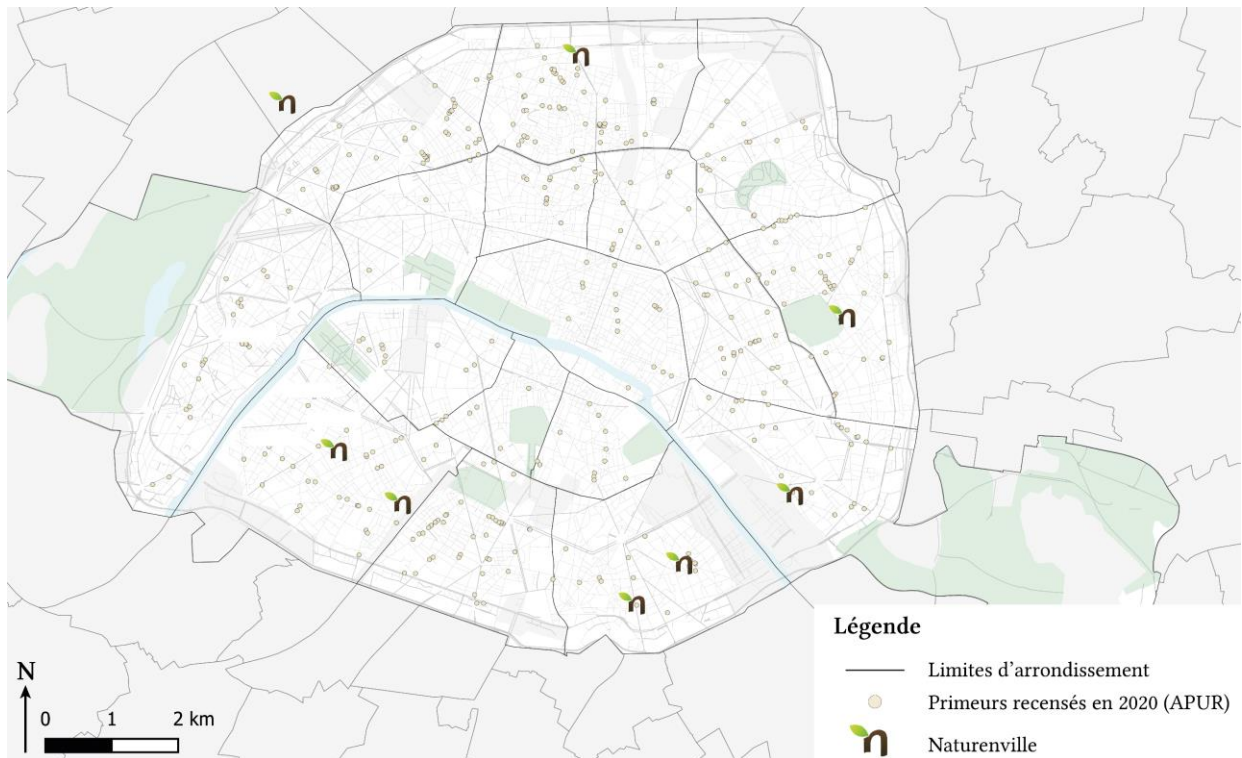 N
0 1 2 km
Légende
Limites d’arrondissement
Primeurs recensés en 2020 (APUR)
Naturenville